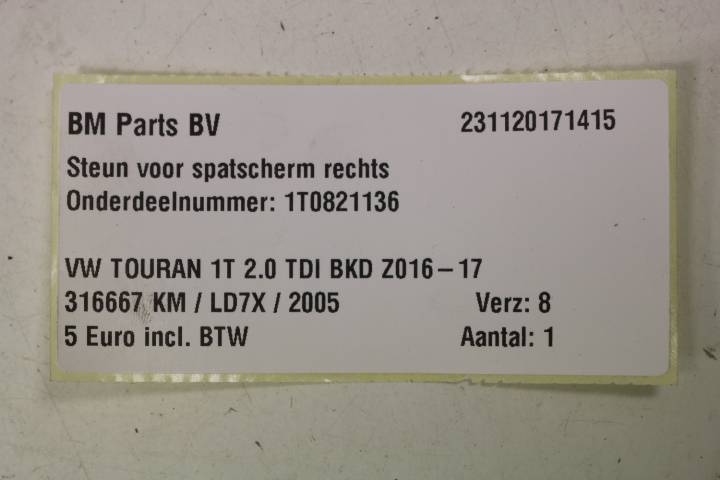 BM Parts BV 231120171415
Steun voor spatscherm rechts
Onderdeelnummer: 1T0821136
VW TOURAN 1T 2.0 TDI BKD Z016-17
316667 KM / LD7X / 2005 Verz: 8
5 Euro incl. BTW Aantal: 1